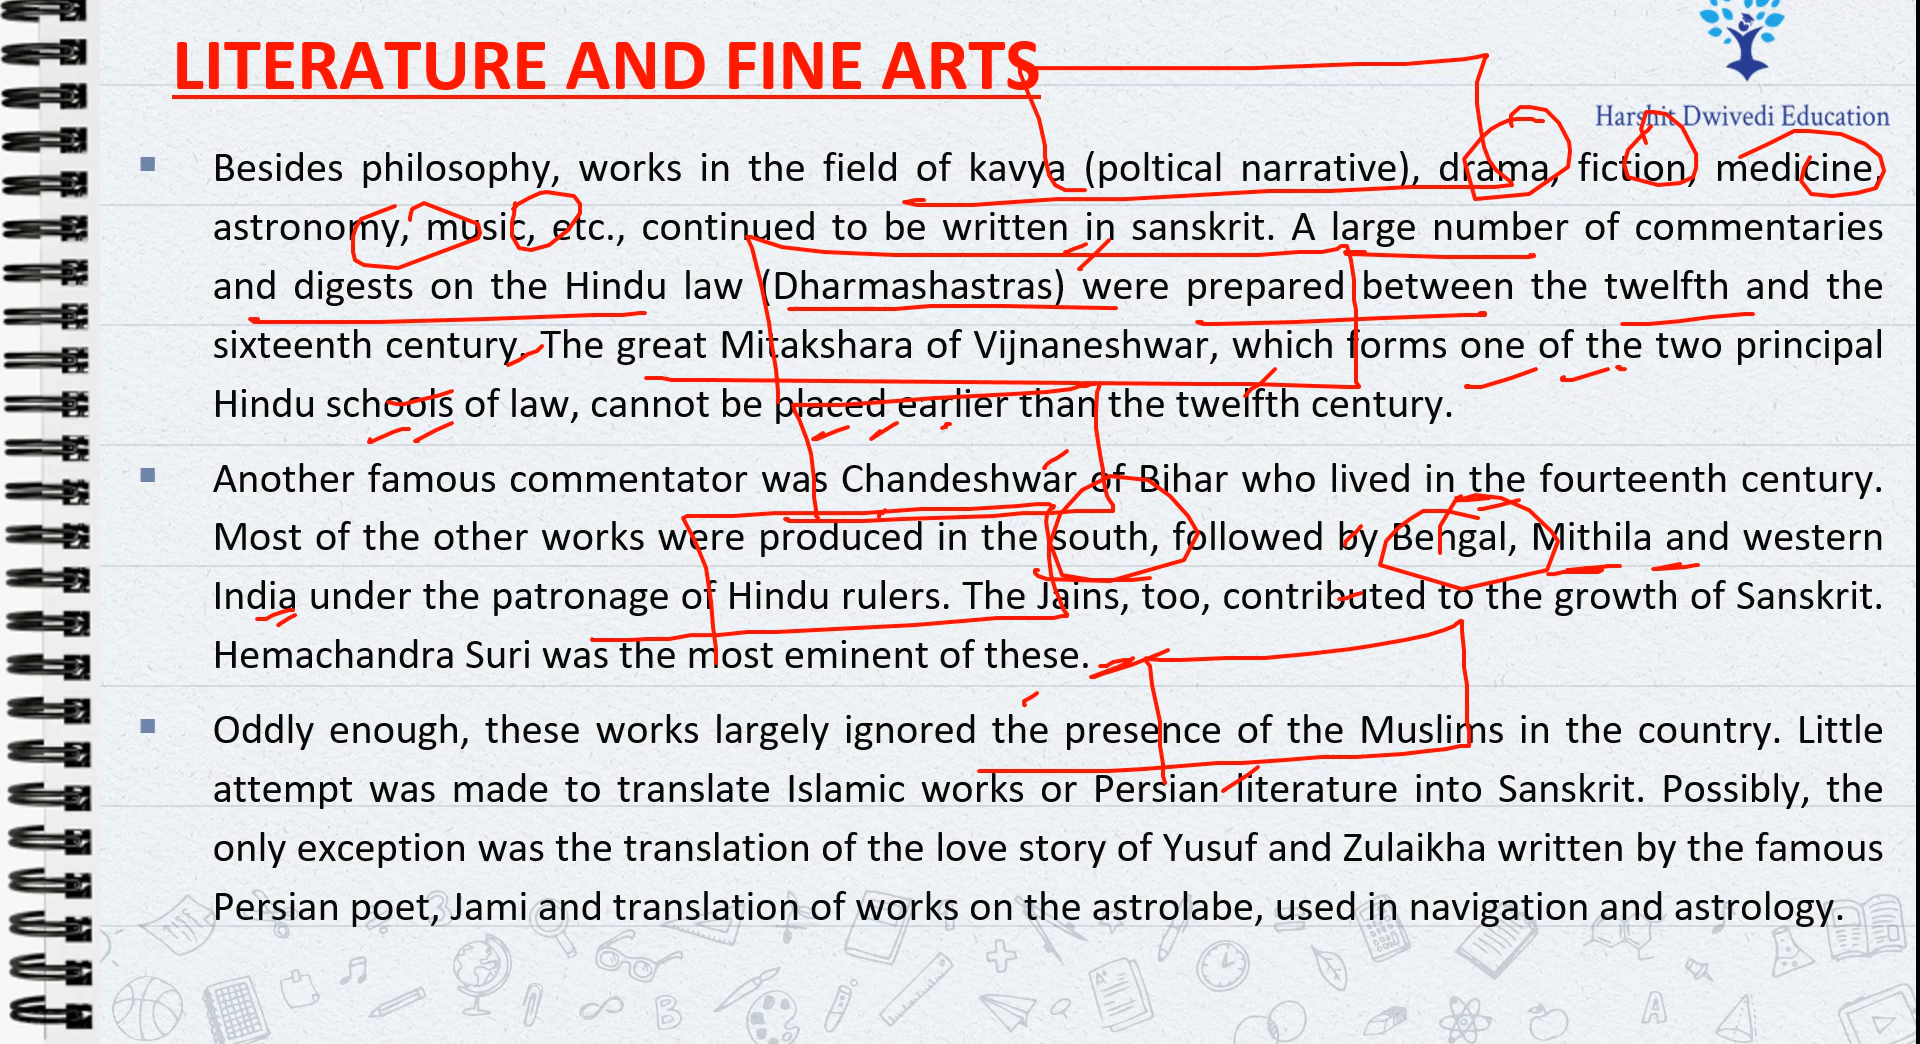 LITERATURE AND FINE ARTS
Harshit Dwivedi Education
Besides philosophy, works in the field of kavya (poltical narrative), drama, fiction, medicine,
astronomy, music, etc., continued to be written in sanskrit. A large number of commentaries
and digests on the Hindu law (Dharmashastras) were prepared between the twelfth and the
sixteenth century. The great Mitakshara of Vijnaneshwar, which forms one of the two principal
Hindu schools of law, cannot be placed earlier than the twelfth century.
Another famous commentator was Chandeshwar of Bihar who lived in the fourteenth century.
Most of the other works were produced in the south, followed by Bengal, Mithila and western
India under the patronage of Hindu rulers. The Jains, too, contributed to the growth of Sanskrit.
Hemachandra Suri was the most eminent of these.
Oddly enough, these works largely ignored the presence of the Muslims in the country. Little
attempt was made to translate Islamic works or Persian literature into Sanskrit. Possibly, the
only exception was the translation of the love story of Yusuf and Zulaikha written by the famous
Persian poet, Jami and translation of works on the astrolabe, used in navigation and astrology.